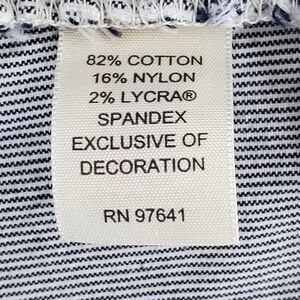 82% COTTON
16% NYLON
2% LYCRA®
SPANDEX
EXCLUSIVE OF
DECORATION
RN 97641